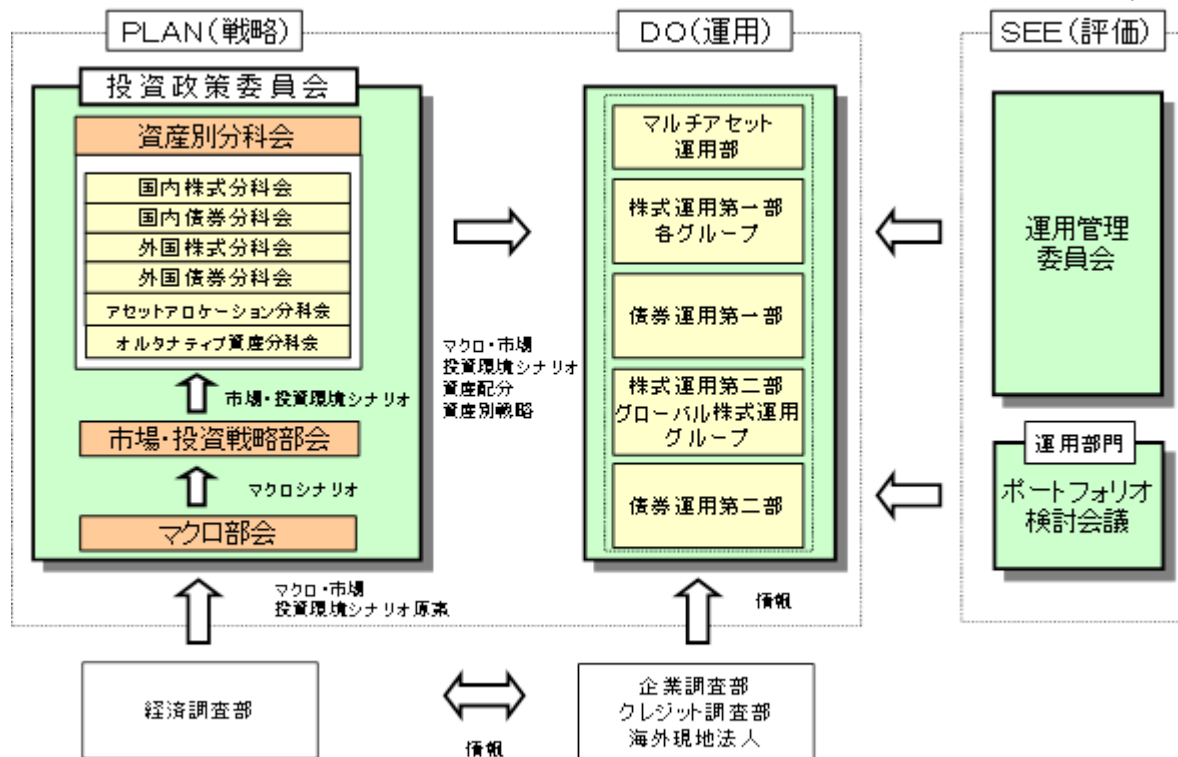 PLAN(戦略)
投資政策委員会
資産別分科会
国内株式分科会
国内債券分科会
外国株式分科会
外国債券分科会
アセットアロケーション分科会
オルタナティブ資産分科会
市場・投資環境シナリオ
市場・投資戦略部会
マクロシナリオ
マクロ部会
マクロ・市場
投資環境シナリオ原案
経済調査部
マクロ・市場
投資環境シナリオ
資産配分
資産別戦略
DO(運用)
マルチアセット
運用部
株式運用第一部
各グループ
債券運用第一部
株式運用第二部
グローバル株式運用
グループ
債券運用第二部
情報
情報
企業調査部
クレジット調査部
海外現地法人
SEE(評価)
運用管理
委員会
運用部門
ポートフォリオ
検討会議